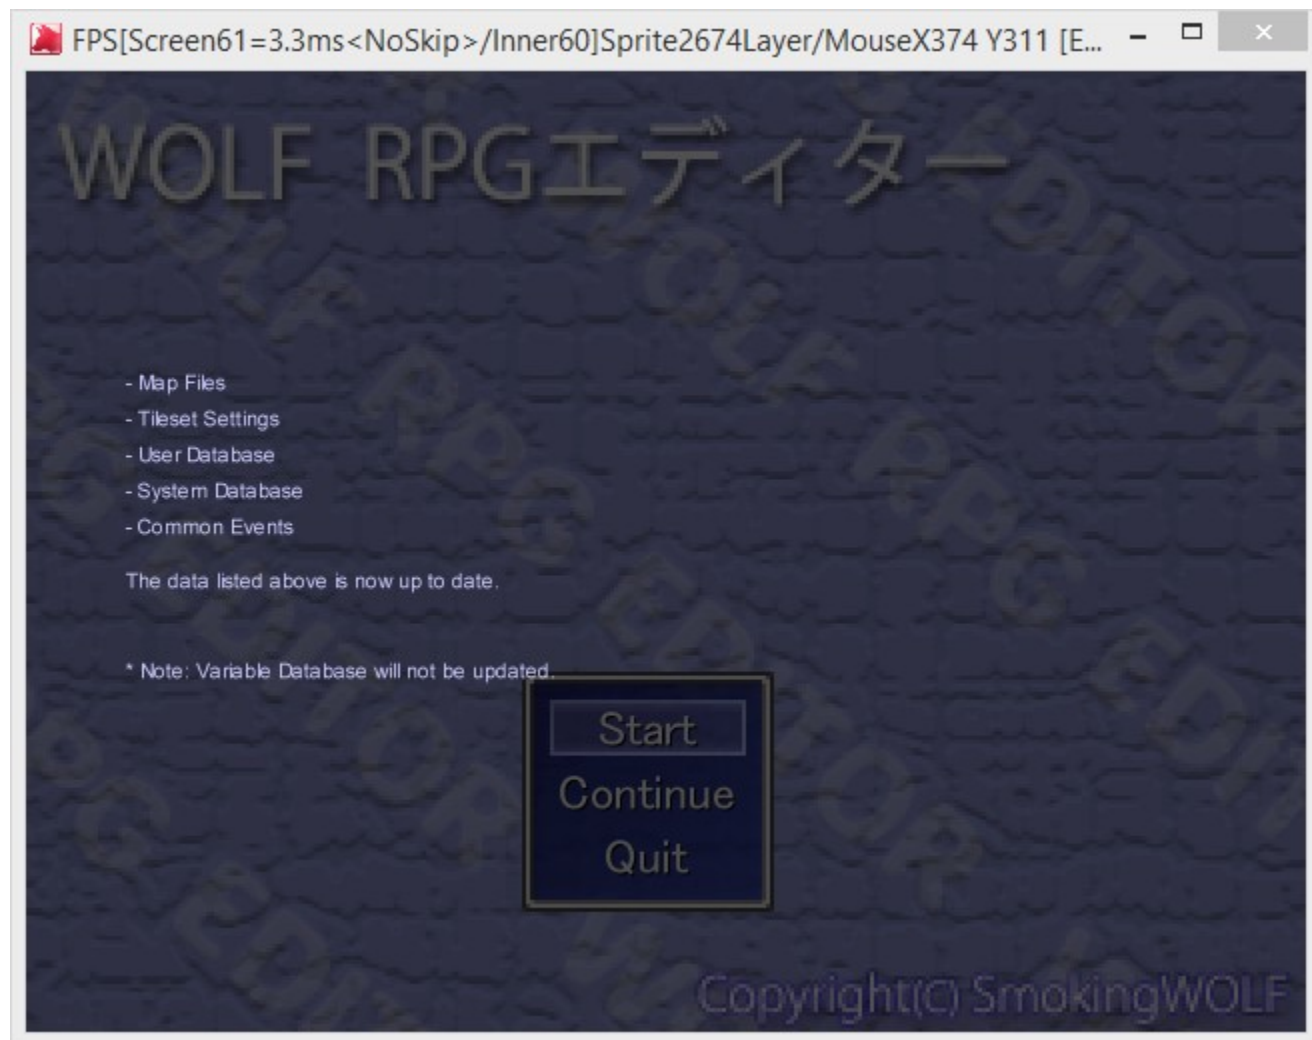 FPS[Screen61=3.3ms<NoSkip>/Inner60]Sprite2674Layer/MouseX374 Y311 [E...
WOLF RPGエディター
- Map Files
- Tileset Settings
- User Database
- System Database
- Common Events
The data listed above is now up to date.
* Note: Variable Database will not be updated.
Start
Continue
Quit
Copyright(C) SmokingWOLF